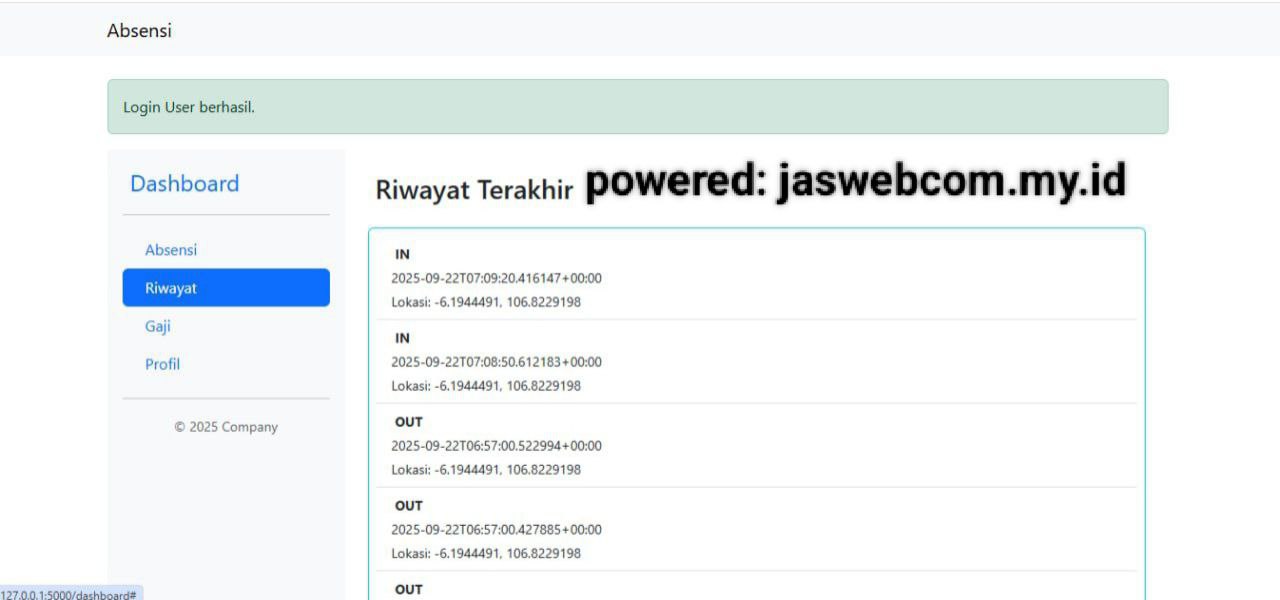 Absensi
Login User berhasil.
Dashboard
Absensi
Riwayat
Gaji
Profil
© 2025 Company
Riwayat Terakhir powered: jaswebcom.my.id
IN
2025-09-22T07:09:20.416147+00:00
Lokasi: -6.1944491, 106.8229198
IN
2025-09-22T07:08:50.612183+00:00
Lokasi: -6.1944491, 106.8229198
OUT
2025-09-22T06:57:00.522994+00:00
Lokasi: -6.1944491, 106.8229198
OUT
2025-09-22T06:57:00.427885+00:00
Lokasi: -6.1944491, 106.8229198
OUT
127.0.0.1:5000/dashboard#